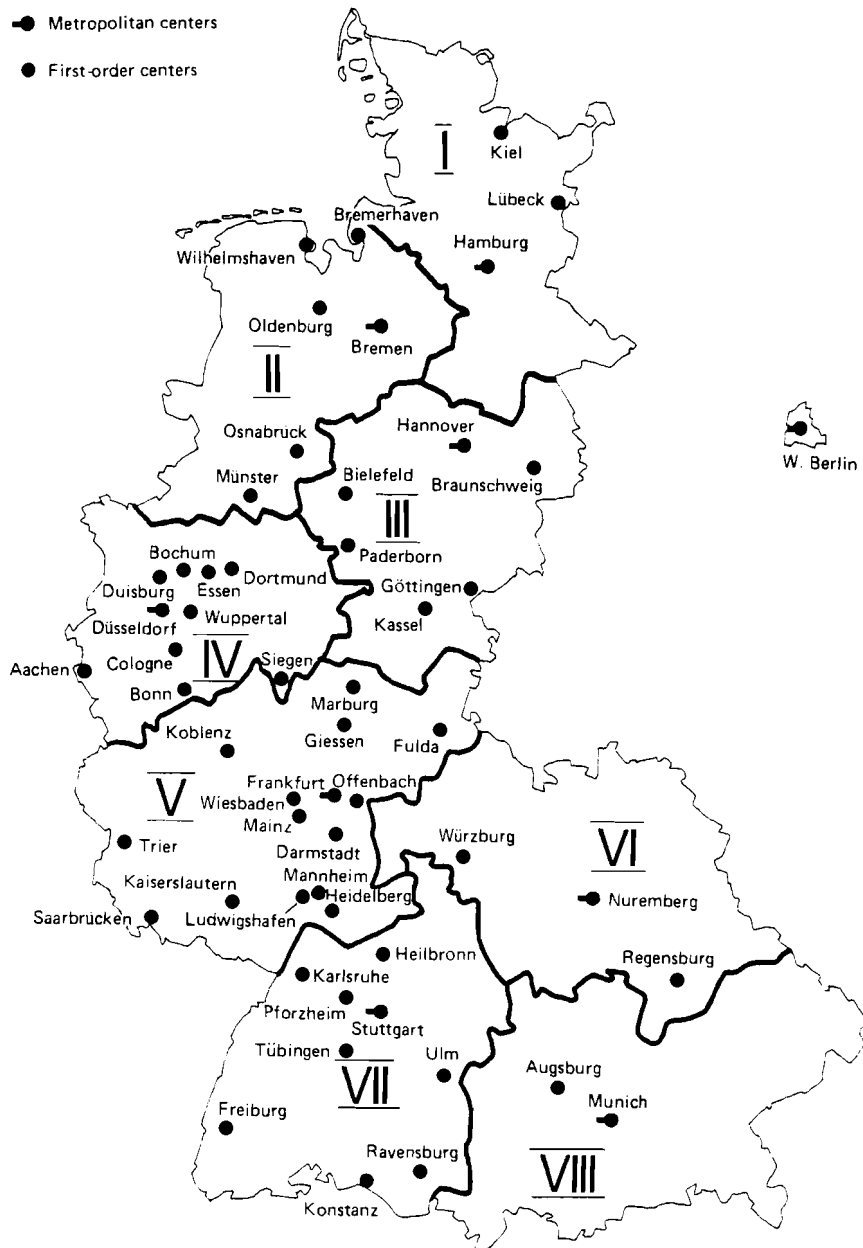 Metropolitan centers
First-order centers
I
Kiel
Lübeck
Bremerhaven
Wilhelmshaven
Hamburg
Oldenburg
Bremen
II
Hannover
Osnabrück
W. Berlin
Bielefeld
Braunschweig
Münster
III
Bochum
Paderborn
Dortmund
Duisburg
Essen
Göttingen
Wuppertal
Kassel
Düsseldorf
Cologne
IV
Siegen
Aachen
Bonn
Marburg
Koblenz
Giessen
Fulda
V
Frankfurt
Offenbach
Wiesbaden
Mainz
Würzburg
VI
Trier
Darmstadt
Mannheim
Kaiserslautern
Heidelberg
Nuremberg
Saarbrücken
Ludwigshafen
Heilbronn
Regensburg
Karlsruhe
Pforzheim
Stuttgart
Tübingen
Ulm
VII
Augsburg
Munich
Freiburg
Ravensburg
VIII
Konstanz